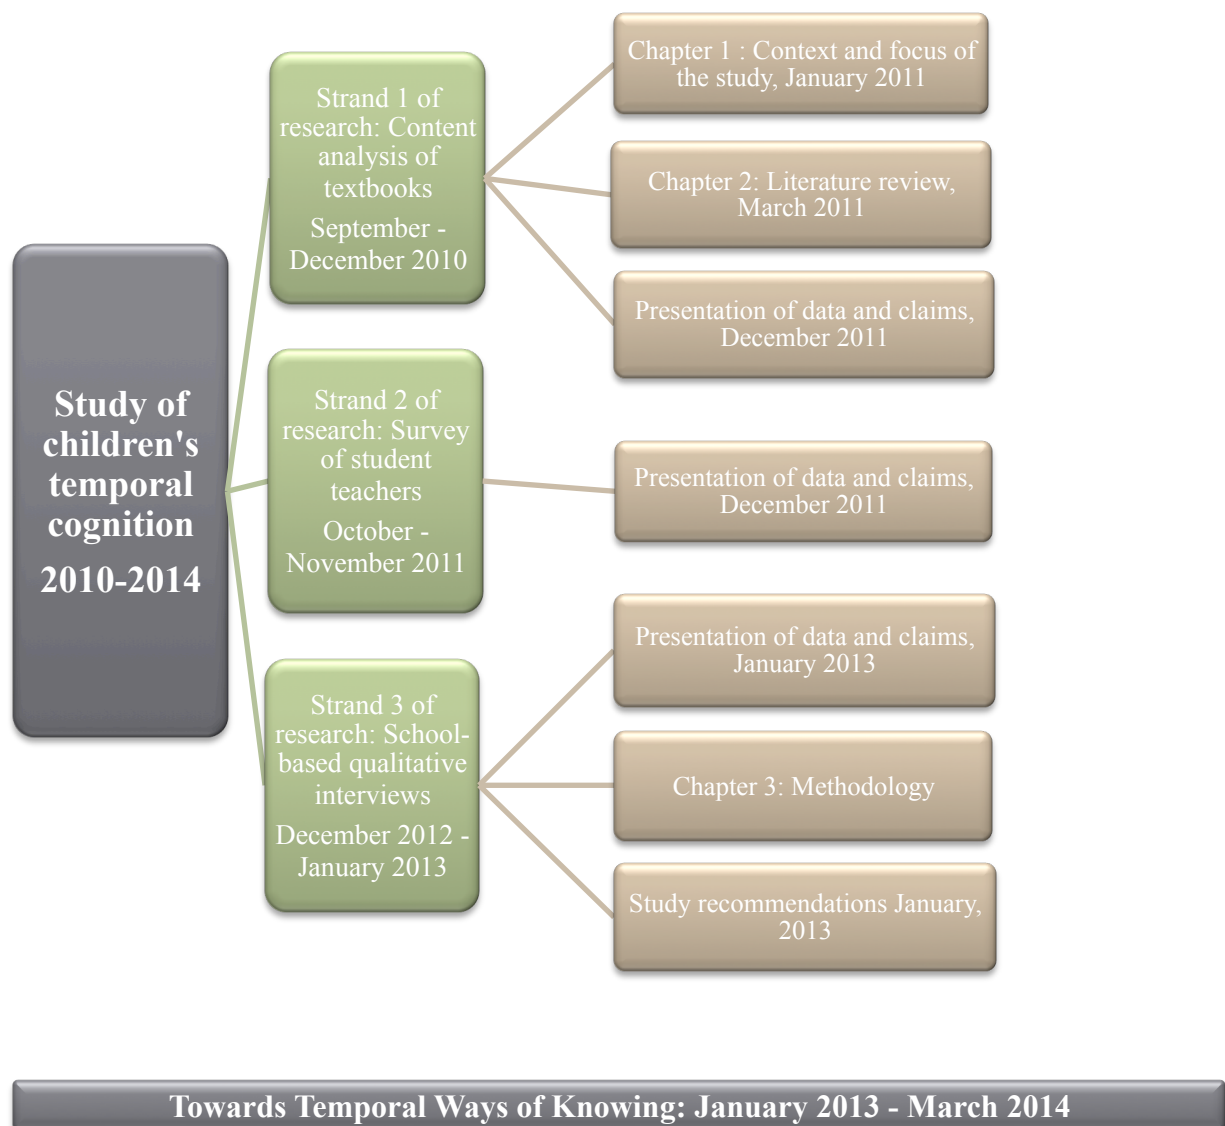 Study of
children's
temporal
cognition
2010-2014
Strand 1 of
research: Content
analysis of
textbooks
September -
December 2010
Chapter 1 : Context and focus of
the study, January 2011
Chapter 2: Literature review,
March 2011
Presentation of data and claims,
December 2011
Strand 2 of
research: Survey
of student
teachers
October -
November 2011
Presentation of data and claims,
December 2011
Strand 3 of
research: School-
based qualitative
interviews
December 2012 -
January 2013
Presentation of data and claims,
January 2013
Chapter 3: Methodology
Study recommendations January,
2013
Towards Temporal Ways of Knowing: January 2013 - March 2014